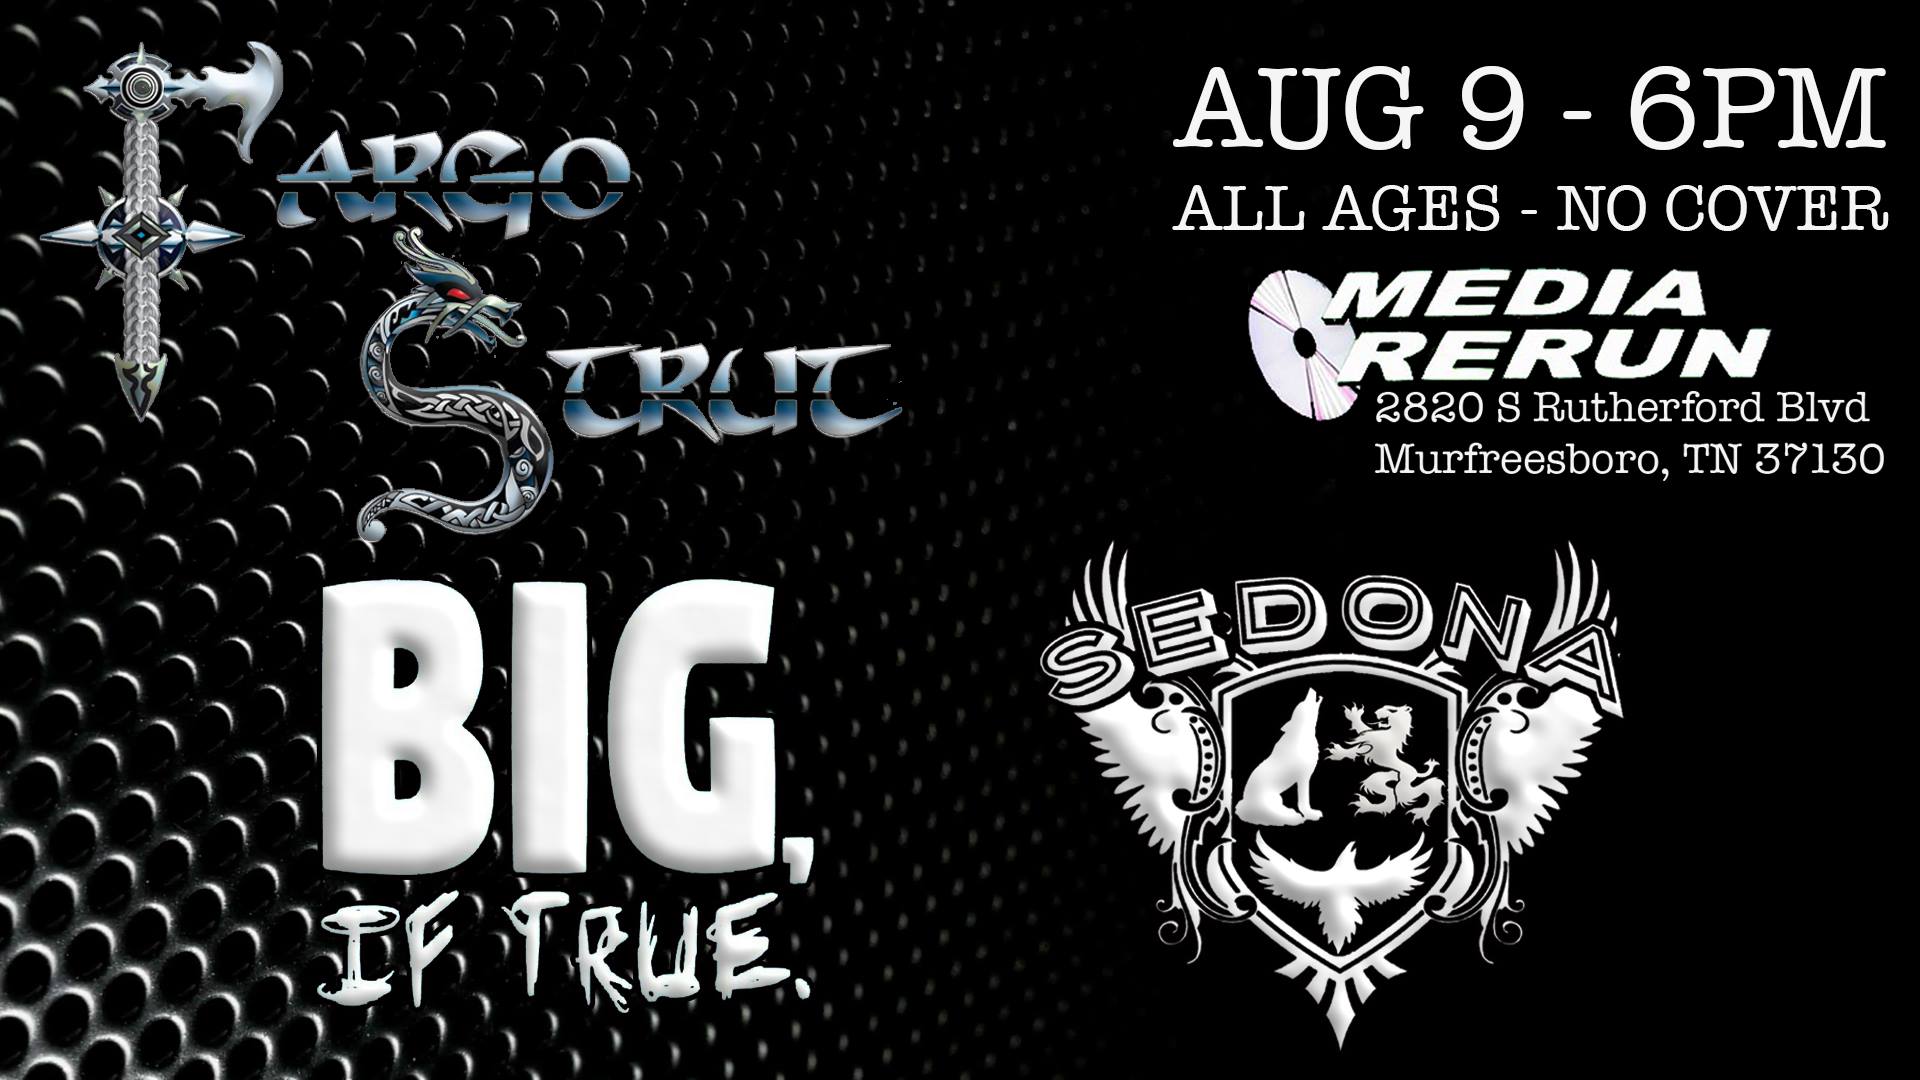 FARGO
STRUT
BIG,
IF TRUE.
AUG 9 - 6PM
ALL AGES - NO COVER
MEDIA
RERUN
2820 S Rutherford Blvd
Murfreesboro, TN 37130
SEDONA